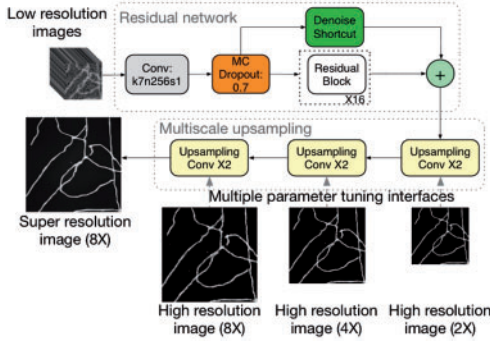 Low resolution
images
Residual network
Denoise
Shortcut
Conv:
k7n256s1
MC
Dropout:
0.7
Residual
Block
X16
+
Multiscale upsampling
Upsampling
Conv X2
Upsampling
Conv X2
Upsampling
Conv X2
Multiple parameter tuning interfaces
Super resolution
image (8X)
High resolution
image (8X)
High resolution
image (4X)
High resolution
image (2X)